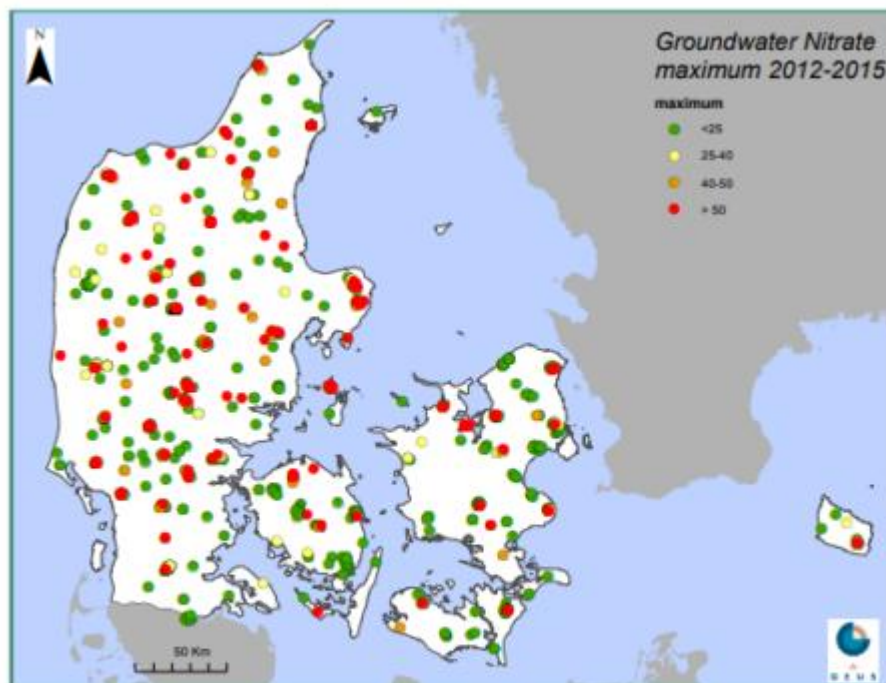 N
Groundwater Nitrate
maximum 2012-2015
maximum
<25
25-40
40-50
> 50
50 Km
G E U S